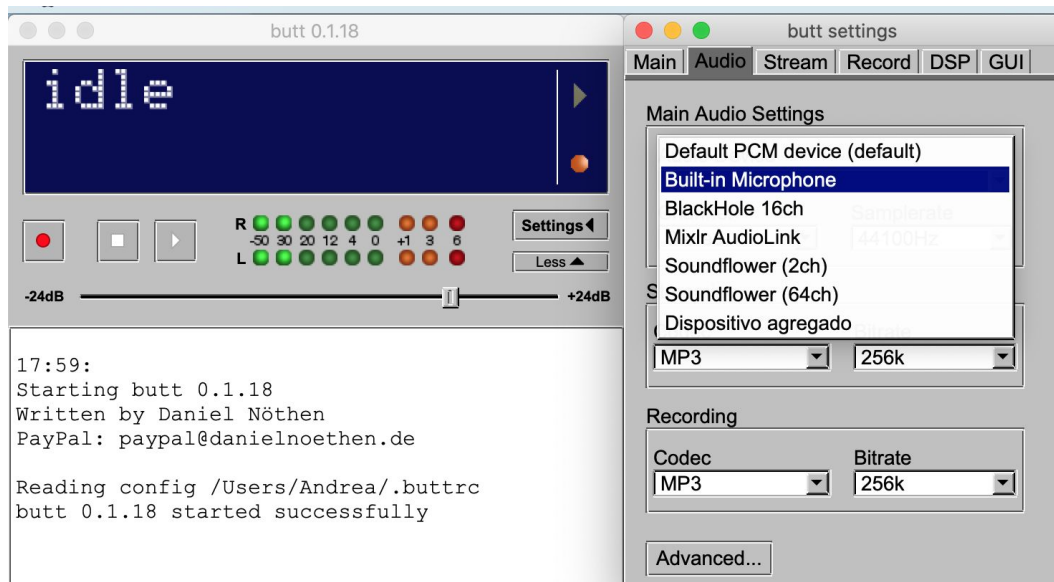 butt 0.1.18
idle
R
-50 30 20 12 4 0 +1 3 6
L
Settings
Less
-24dB
+24dB
17:59:
Starting butt 0.1.18
Written by Daniel Nöthen
PayPal: paypal@danielnoethen.de
Reading config /Users/Andrea/.buttrc
butt 0.1.18 started successfully
butt settings
Main Audio Stream Record DSP GUI
Main Audio Settings
Default PCM device (default)
Built-in Microphone
BlackHole 16ch
Mixlr AudioLink
Soundflower (2ch)
Soundflower (64ch)
Dispositivo agregado
Samplerate
44100Hz
Bitrate
MP3 256k
Recording
Codec Bitrate
MP3 256k
Advanced...